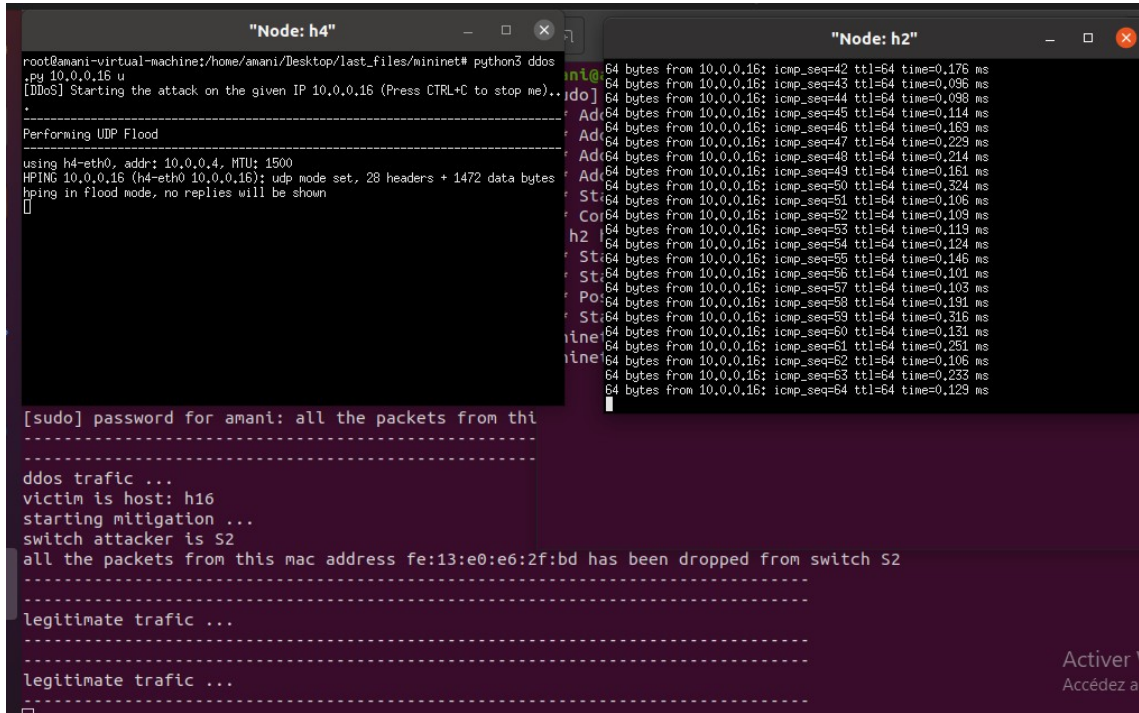 "Node: h4"
root@amani-virtual-machine:/home/amani/Desktop/last_files/mininet# python3 ddos
.py 10.0.0.16 u
[DDoS] Starting the attack on the given IP 10.0.0.16 (Press CTRL+C to stop me)..
.
--------------------------------------------------------------------------------
Performing UDP Flood
--------------------------------------------------------------------------------
using h4-eth0, addr: 10.0.0.4, MTU: 1500
HPING 10.0.0.16 (h4-eth0 10.0.0.16): udp mode set, 28 headers + 1472 data bytes
hping in flood mode, no replies will be shown
"Node: h2"
64 bytes from 10.0.0.16: icmp_seq=42 ttl=64 time=0.176 ms
64 bytes from 10.0.0.16: icmp_seq=43 ttl=64 time=0.096 ms
64 bytes from 10.0.0.16: icmp_seq=44 ttl=64 time=0.098 ms
64 bytes from 10.0.0.16: icmp_seq=45 ttl=64 time=0.114 ms
64 bytes from 10.0.0.16: icmp_seq=46 ttl=64 time=0.169 ms
64 bytes from 10.0.0.16: icmp_seq=47 ttl=64 time=0.229 ms
64 bytes from 10.0.0.16: icmp_seq=48 ttl=64 time=0.214 ms
64 bytes from 10.0.0.16: icmp_seq=49 ttl=64 time=0.161 ms
64 bytes from 10.0.0.16: icmp_seq=50 ttl=64 time=0.324 ms
64 bytes from 10.0.0.16: icmp_seq=51 ttl=64 time=0.106 ms
64 bytes from 10.0.0.16: icmp_seq=52 ttl=64 time=0.109 ms
64 bytes from 10.0.0.16: icmp_seq=53 ttl=64 time=0.119 ms
64 bytes from 10.0.0.16: icmp_seq=54 ttl=64 time=0.124 ms
64 bytes from 10.0.0.16: icmp_seq=55 ttl=64 time=0.146 ms
64 bytes from 10.0.0.16: icmp_seq=56 ttl=64 time=0.101 ms
64 bytes from 10.0.0.16: icmp_seq=57 ttl=64 time=0.103 ms
64 bytes from 10.0.0.16: icmp_seq=58 ttl=64 time=0.191 ms
64 bytes from 10.0.0.16: icmp_seq=59 ttl=64 time=0.316 ms
64 bytes from 10.0.0.16: icmp_seq=60 ttl=64 time=0.131 ms
64 bytes from 10.0.0.16: icmp_seq=61 ttl=64 time=0.251 ms
64 bytes from 10.0.0.16: icmp_seq=62 ttl=64 time=0.106 ms
64 bytes from 10.0.0.16: icmp_seq=63 ttl=64 time=0.233 ms
64 bytes from 10.0.0.16: icmp_seq=64 ttl=64 time=0.129 ms
[sudo] password for amani: all the packets from thi
--------------------------------------------------
--------------------------------------------------
ddos trafic ...
victim is host: h16
starting mitigation ...
switch attacker is S2
all the packets from this mac address fe:13:e0:e6:2f:bd has been dropped from switch S2
------------------------------------------------------------------------------
------------------------------------------------------------------------------
legitimate trafic ...
------------------------------------------------------------------------------
------------------------------------------------------------------------------
legitimate trafic ...
------------------------------------------------------------------------------
Activer
Accédez a